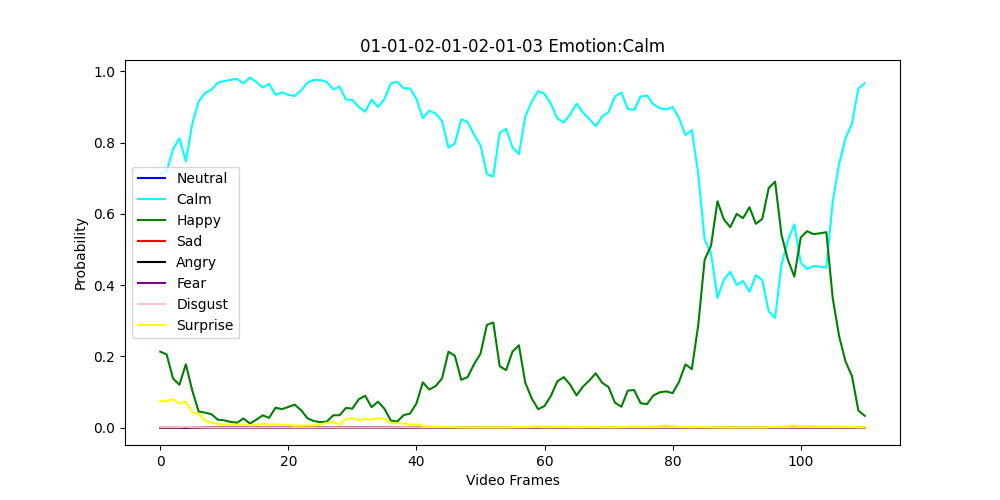 01-01-02-01-02-01-03 Emotion:Calm
1.0
0.8
0.6
0.4
0.2
0.0
Probability
Neutral
Calm
Happy
Sad
Angry
Fear
Disgust
Surprise
0 20 40 60 80 100
Video Frames